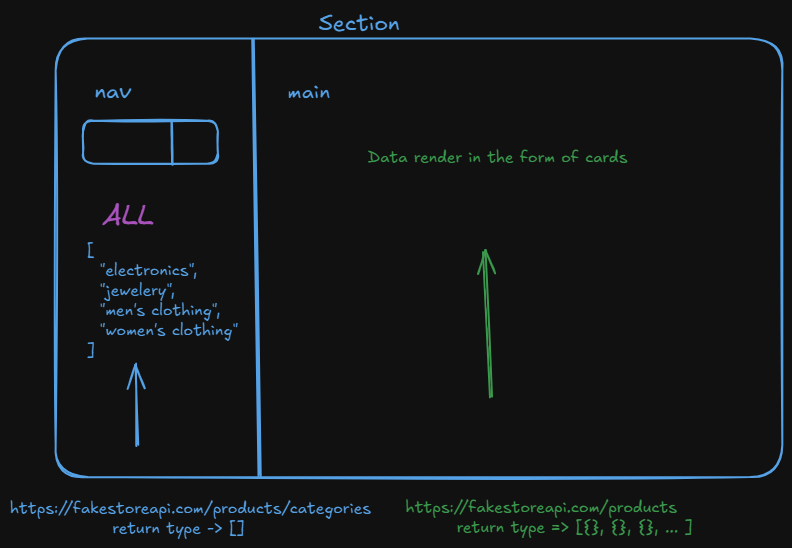 Section
nav
main
Data render in the form of cards
ALL
[
"electronics",
"jewelery",
"men's clothing",
"women's clothing"
]
https://fakestoreapi.com/products/categories
return type -> []
https://fakestoreapi.com/products
return type => [{}, {}, {}, ... ]